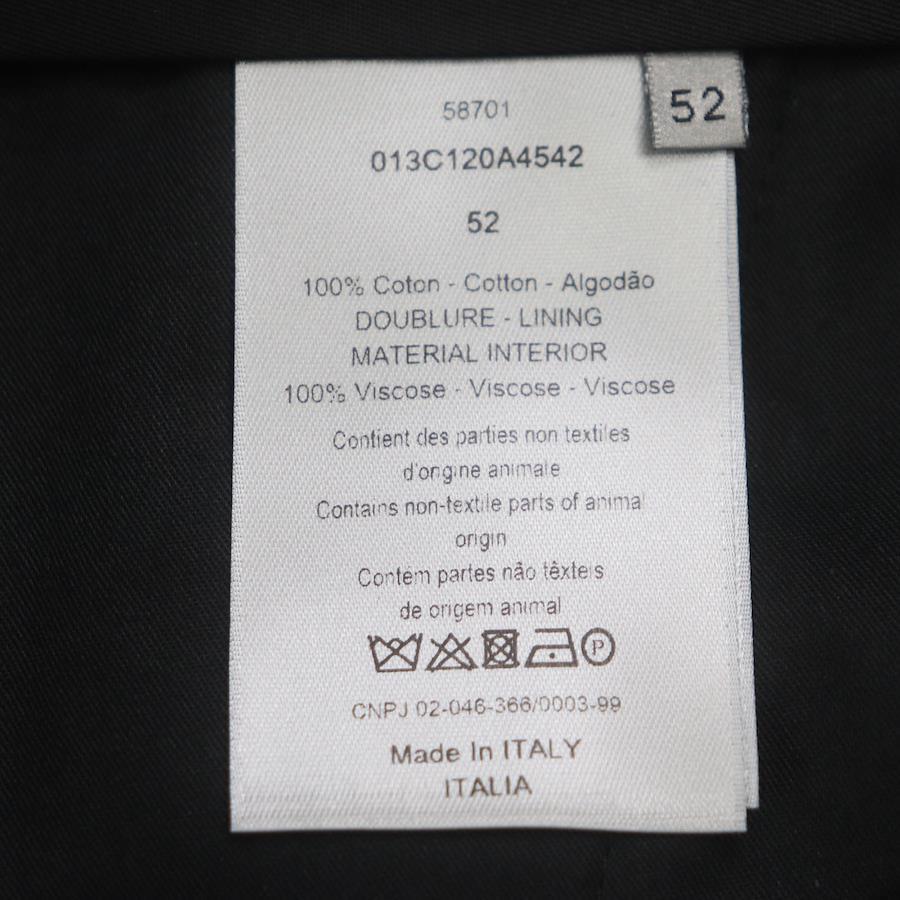 52
58701
013C120A4542
52
100% Coton - Cotton - Algodão
DOUBLURE - LINING
MATERIAL INTERIOR
100% Viscose - Viscose - Viscose
Contient des parties non textiles
d'origine animale
Contains non-textile parts of animal
origin
Contém partes não têxteis
de origem animal
P
CNPJ 02-046-366/0003-99
Made In ITALY
ITALIA